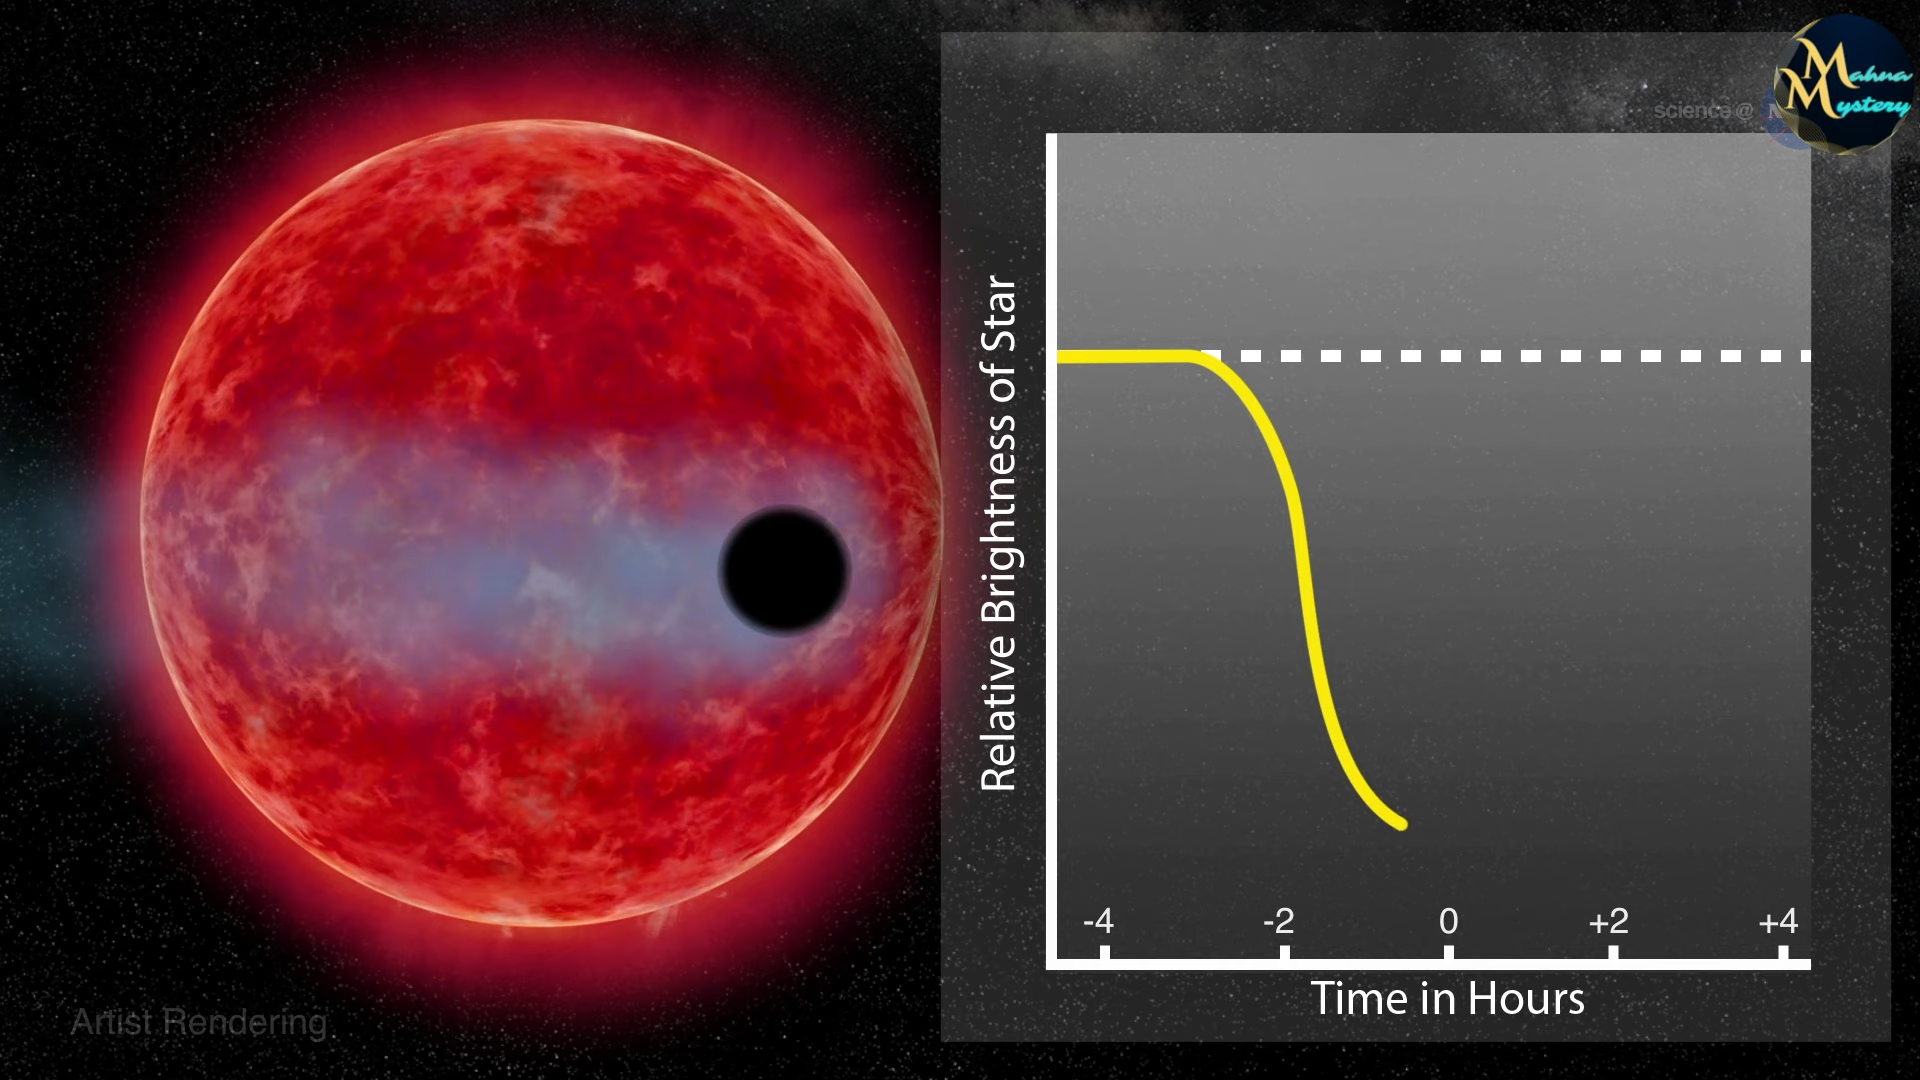 Mahna
Mystery
science @
Relative Brightness of Star
-4 -2 0 +2 +4
Time in Hours
Artist Rendering